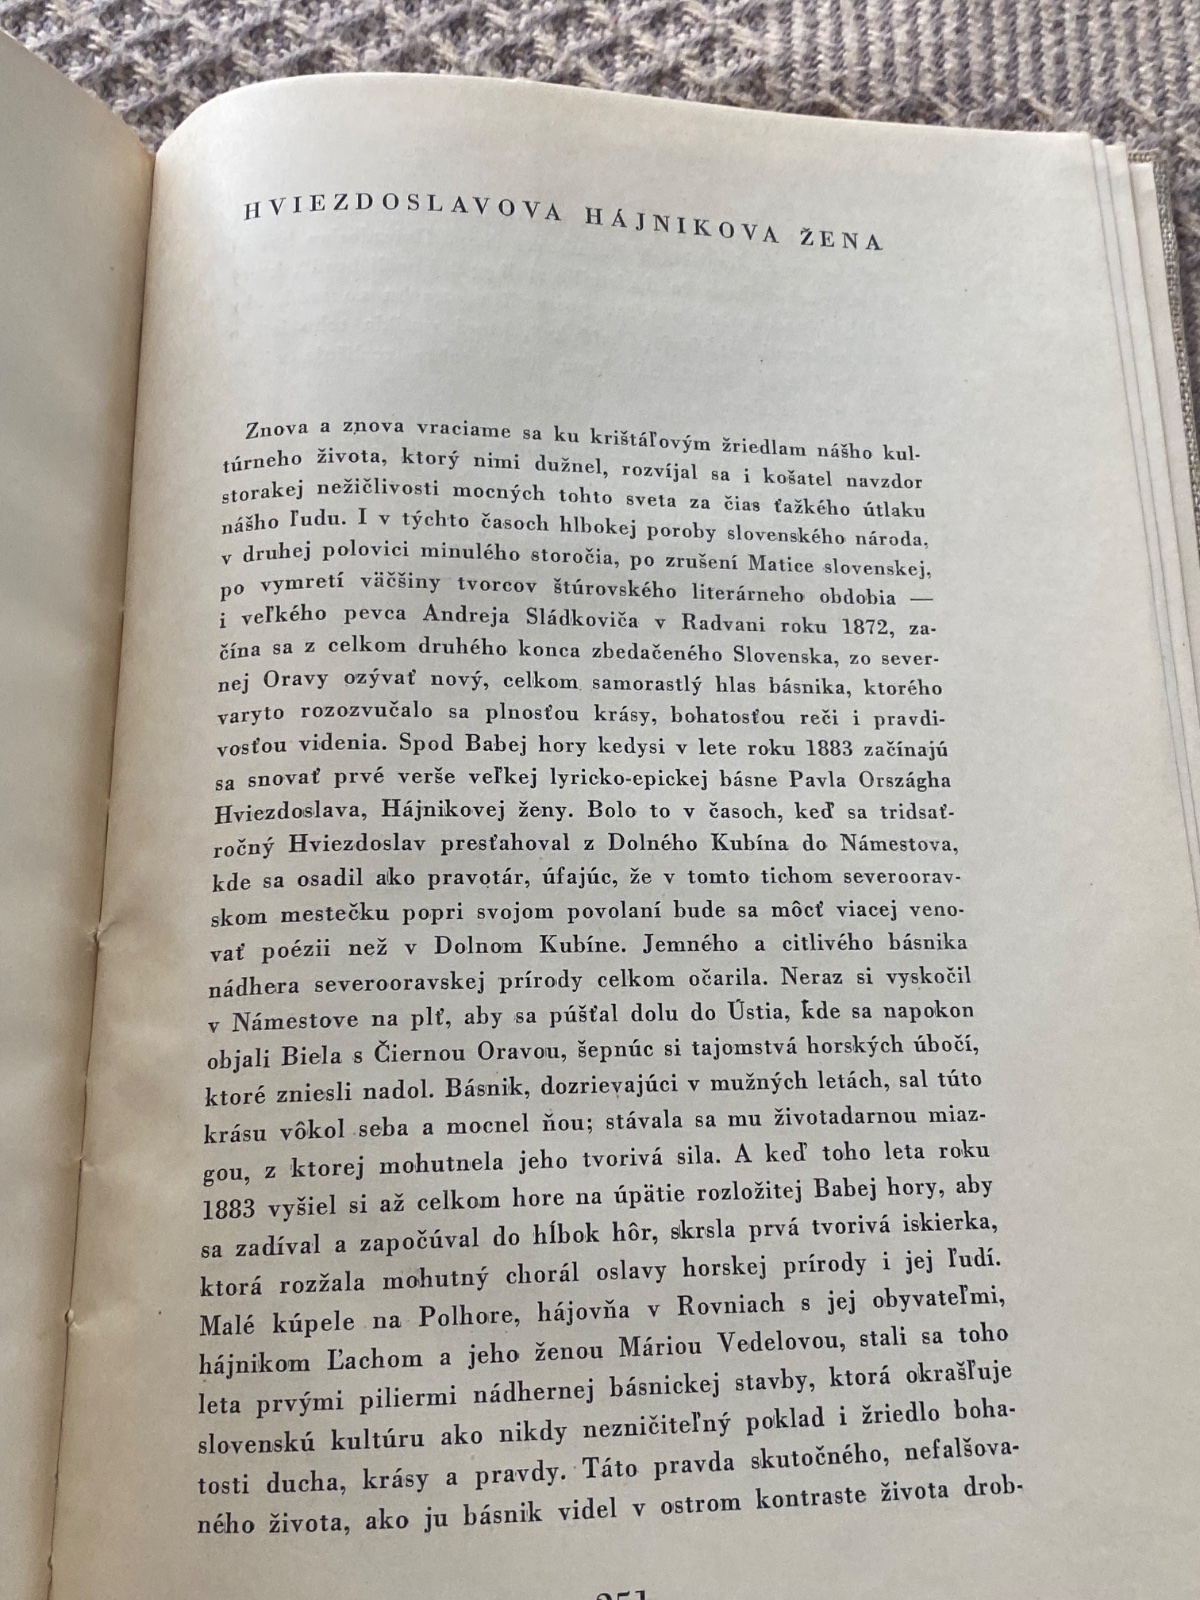 HVIEZDOSLAVOVA HÁJNIKOVA ŽENA
Znova a znova vraciame sa ku krištáľovým žriedlam nášho kul-
túrneho života, ktorý nimi dužnel, rozvíjal sa i košatel navzdor
storakej nežičlivosti mocných tohto sveta za čias ťažkého útlaku
nášho ľudu. I v týchto časoch hlbokej poroby slovenského národa,
v druhej polovici minulého storočia, po zrušení Matice slovenskej,
po vymretí väčšiny tvorcov štúrovského literárneho obdobia —
i veľkého pevca Andreja Sládkoviča v Radvani roku 1872, za-
čína sa z celkom druhého konca zbedačeného Slovenska, zo sever-
nej Oravy ozývať nový, celkom samorastlý hlas básnika, ktorého
varyto rozozvučalo sa plnosťou krásy, bohatosťou reči i pravdi-
vosťou videnia. Spod Babej hory kedysi v lete roku 1883 začínajú
sa snovať prvé verše veľkej lyricko-epickej básne Pavla Országha
Hviezdoslava, Hájnikovej ženy. Bolo to v časoch, keď sa tridsať-
ročný Hviezdoslav presťahoval z Dolného Kubína do Námestova,
kde sa osadil ako pravotár, úfajúc, že v tomto tichom severoorav-
skom mestečku popri svojom povolaní bude sa môcť viacej veno-
vať poézii než v Dolnom Kubíne. Jemného a citlivého básnika
nádhera severooravskej prírody celkom očarila. Neraz si vyskočil
v Námestove na plť, aby sa púšťal dolu do Ústia, kde sa napokon
objali Biela s Čiernou Oravou, šepnúc si tajomstvá horských úbočí,
ktoré zniesli nadol. Básnik, dozrievajúci v mužných letách, sal túto
krásu vôkol seba a mocnel ňou; stávala sa mu životadarnou miaz-
gou, z ktorej mohutnela jeho tvorivá sila. A keď toho leta roku
1883 vyšiel si až celkom hore na úpätie rozložitej Babej hory, aby
sa zadíval a započúval do hĺbok hôr, skrsla prvá tvorivá iskierka,
ktorá rozžala mohutný chorál oslavy horskej prírody i jej ľudí.
Malé kúpele na Polhore, hájovňa v Rovniach s jej obyvateľmi,
hájnikom Ľachom a jeho ženou Máriou Vedelovou, stali sa toho
leta prvými piliermi nádhernej básnickej stavby, ktorá okrašľuje
slovenskú kultúru ako nikdy nezničiteľný poklad i žriedlo boha-
tosti ducha, krásy a pravdy. Táto pravda skutočného, nefalšova-
ného života, ako ju básnik videl v ostrom kontraste života drob-